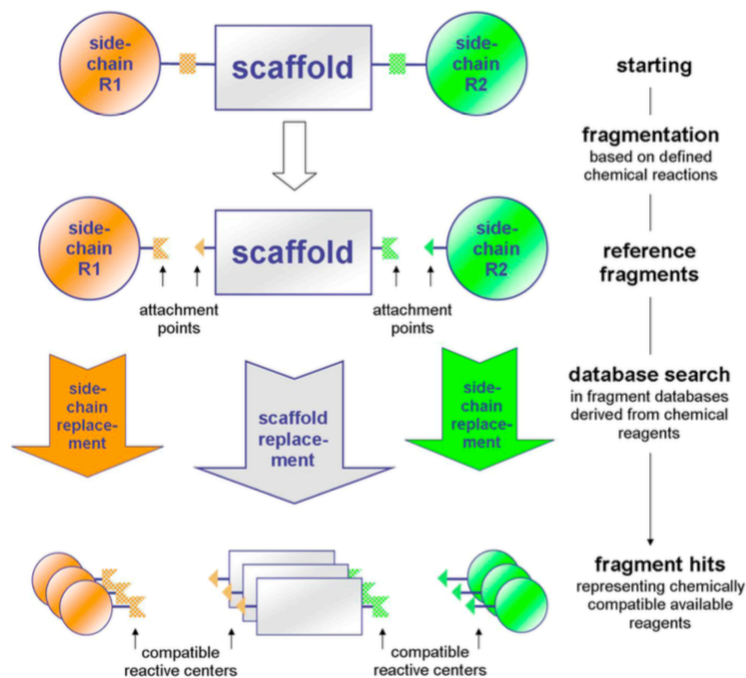 side-
chain
R1
scaffold
side-
chain
R2
starting
fragmentation
based on defined
chemical reactions
side-
chain
R1
scaffold
side-
chain
R2
reference
fragments
attachment
points
attachment
points
side-
chain
replace-
ment
scaffold
replace-
ment
side-
chain
replace-
ment
database search
in fragment databases
derived from chemical
reagents
fragment hits
representing chemically
compatible available
reagents
compatible
reactive centers
compatible
reactive centers